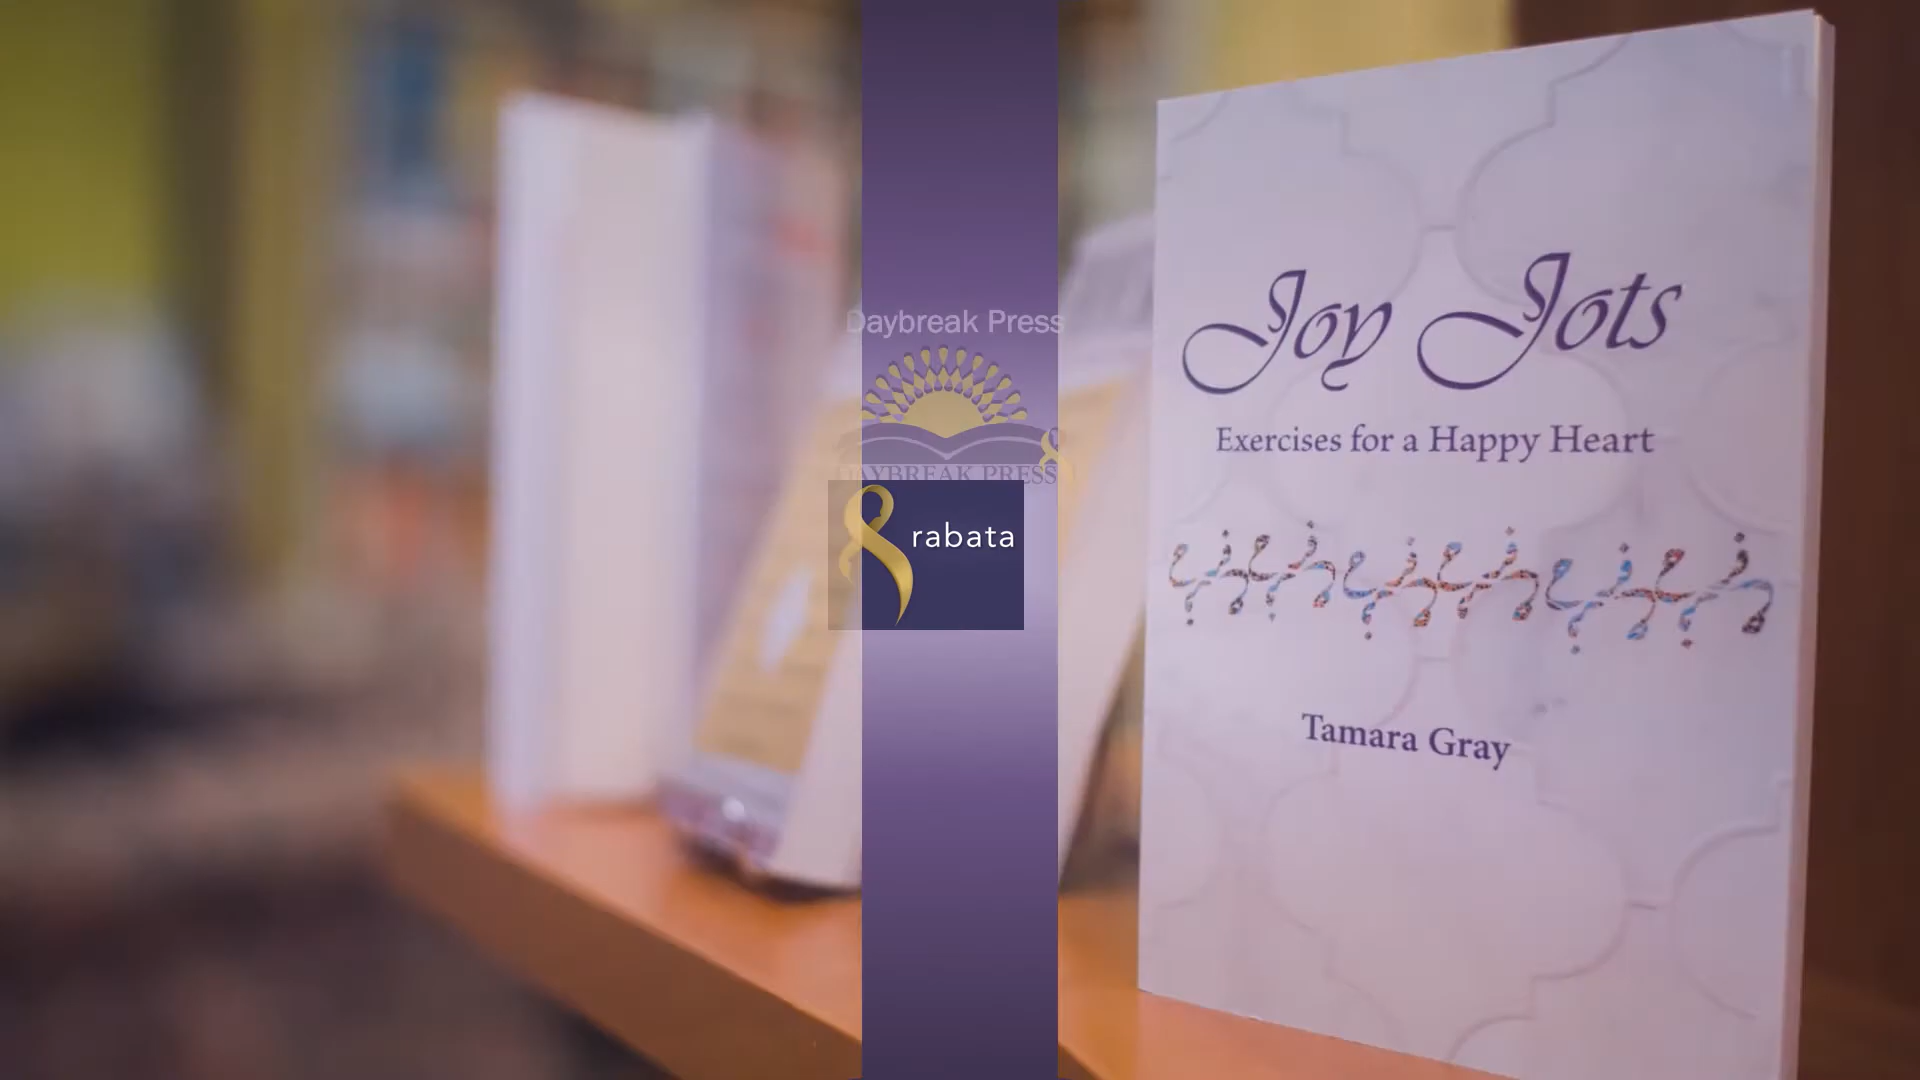 Daybreak Press
DAYBREAK PRESS
rabata
Joy Jots
Exercises for a Happy Heart
Tamara Gray